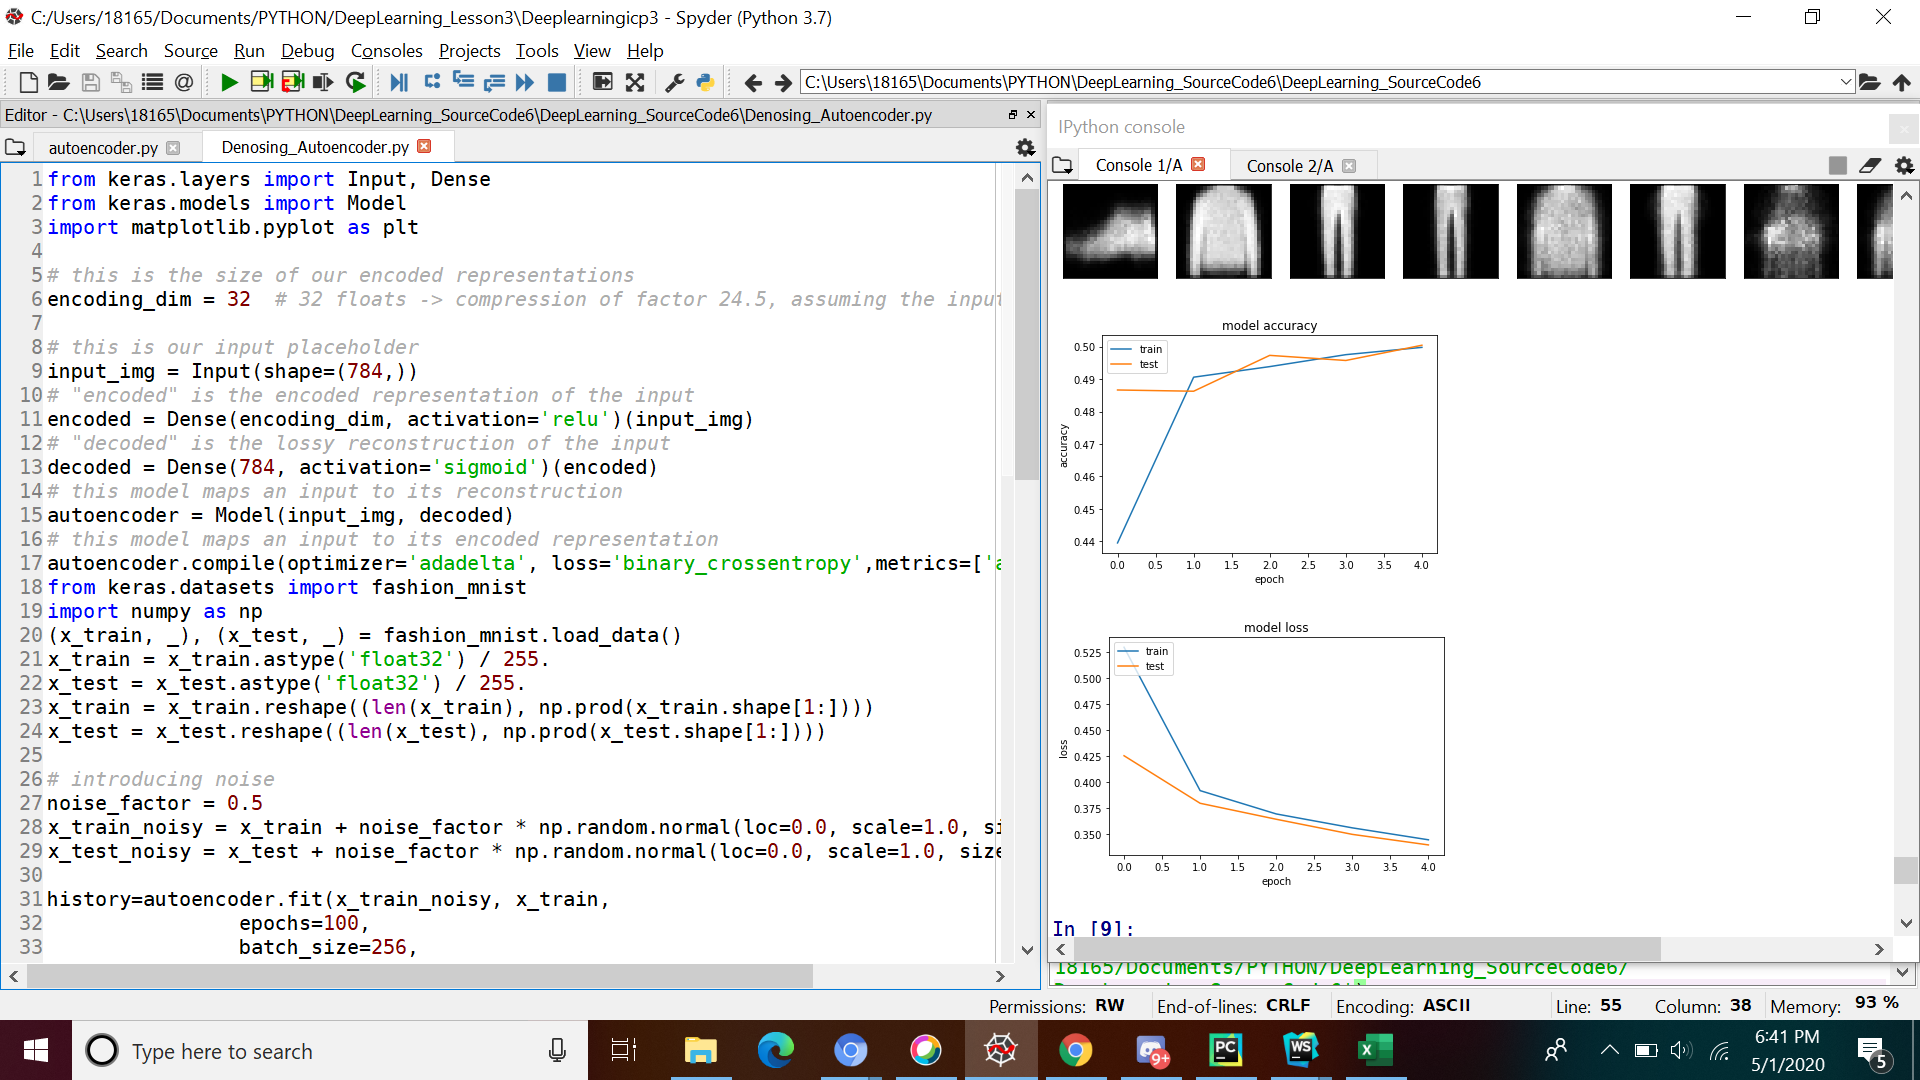 C:/Users/18165/Documents/PYTHON/DeepLearning_Lesson3\Deeplearningicp3 - Spyder (Python 3.7)
File Edit Search Source Run Debug Consoles Projects Tools View Help
C:\Users\18165\Documents\PYTHON\DeepLearning_SourceCode6\DeepLearning_SourceCode6
Editor - C:\Users\18165\Documents\PYTHON\DeepLearning_SourceCode6\DeepLearning_SourceCode6\Denosing_Autoencoder.py
autoencoder.py Denosing_Autoencoder.py
1 from keras.layers import Input, Dense
2 from keras.models import Model
3 import matplotlib.pyplot as plt
4
5 # this is the size of our encoded representations
6 encoding_dim = 32  # 32 floats -> compression of factor 24.5, assuming the input
7
8 # this is our input placeholder
9 input_img = Input(shape=(784,))
10 # "encoded" is the encoded representation of the input
11 encoded = Dense(encoding_dim, activation='relu')(input_img)
12 # "decoded" is the lossy reconstruction of the input
13 decoded = Dense(784, activation='sigmoid')(encoded)
14 # this model maps an input to its reconstruction
15 autoencoder = Model(input_img, decoded)
16 # this model maps an input to its encoded representation
17 autoencoder.compile(optimizer='adadelta', loss='binary_crossentropy',metrics=['a
18 from keras.datasets import fashion_mnist
19 import numpy as np
20 (x_train, _), (x_test, _) = fashion_mnist.load_data()
21 x_train = x_train.astype('float32') / 255.
22 x_test = x_test.astype('float32') / 255.
23 x_train = x_train.reshape((len(x_train), np.prod(x_train.shape[1:])))
24 x_test = x_test.reshape((len(x_test), np.prod(x_test.shape[1:])))
25
26 # introducing noise
27 noise_factor = 0.5
28 x_train_noisy = x_train + noise_factor * np.random.normal(loc=0.0, scale=1.0, si
29 x_test_noisy = x_test + noise_factor * np.random.normal(loc=0.0, scale=1.0, size
30
31 history=autoencoder.fit(x_train_noisy, x_train,
32 epochs=100,
33 batch_size=256,
IPython console
Console 1/A Console 2/A
model accuracy
train
test
0.50
0.49
0.48
0.47
0.46
0.45
0.44
accuracy
0.0 0.5 1.0 1.5 2.0 2.5 3.0 3.5 4.0
epoch
model loss
train
test
0.525
0.500
0.475
0.450
0.425
0.400
0.375
0.350
loss
0.0 0.5 1.0 1.5 2.0 2.5 3.0 3.5 4.0
epoch
In [9]:
18165/Documents/PYTHON/DeepLearning_SourceCode6/
Permissions: RW End-of-lines: CRLF Encoding: ASCII Line: 55 Column: 38 Memory: 93 %
Type here to search
9+
PC
WS
X
6:41 PM
5/1/2020
5